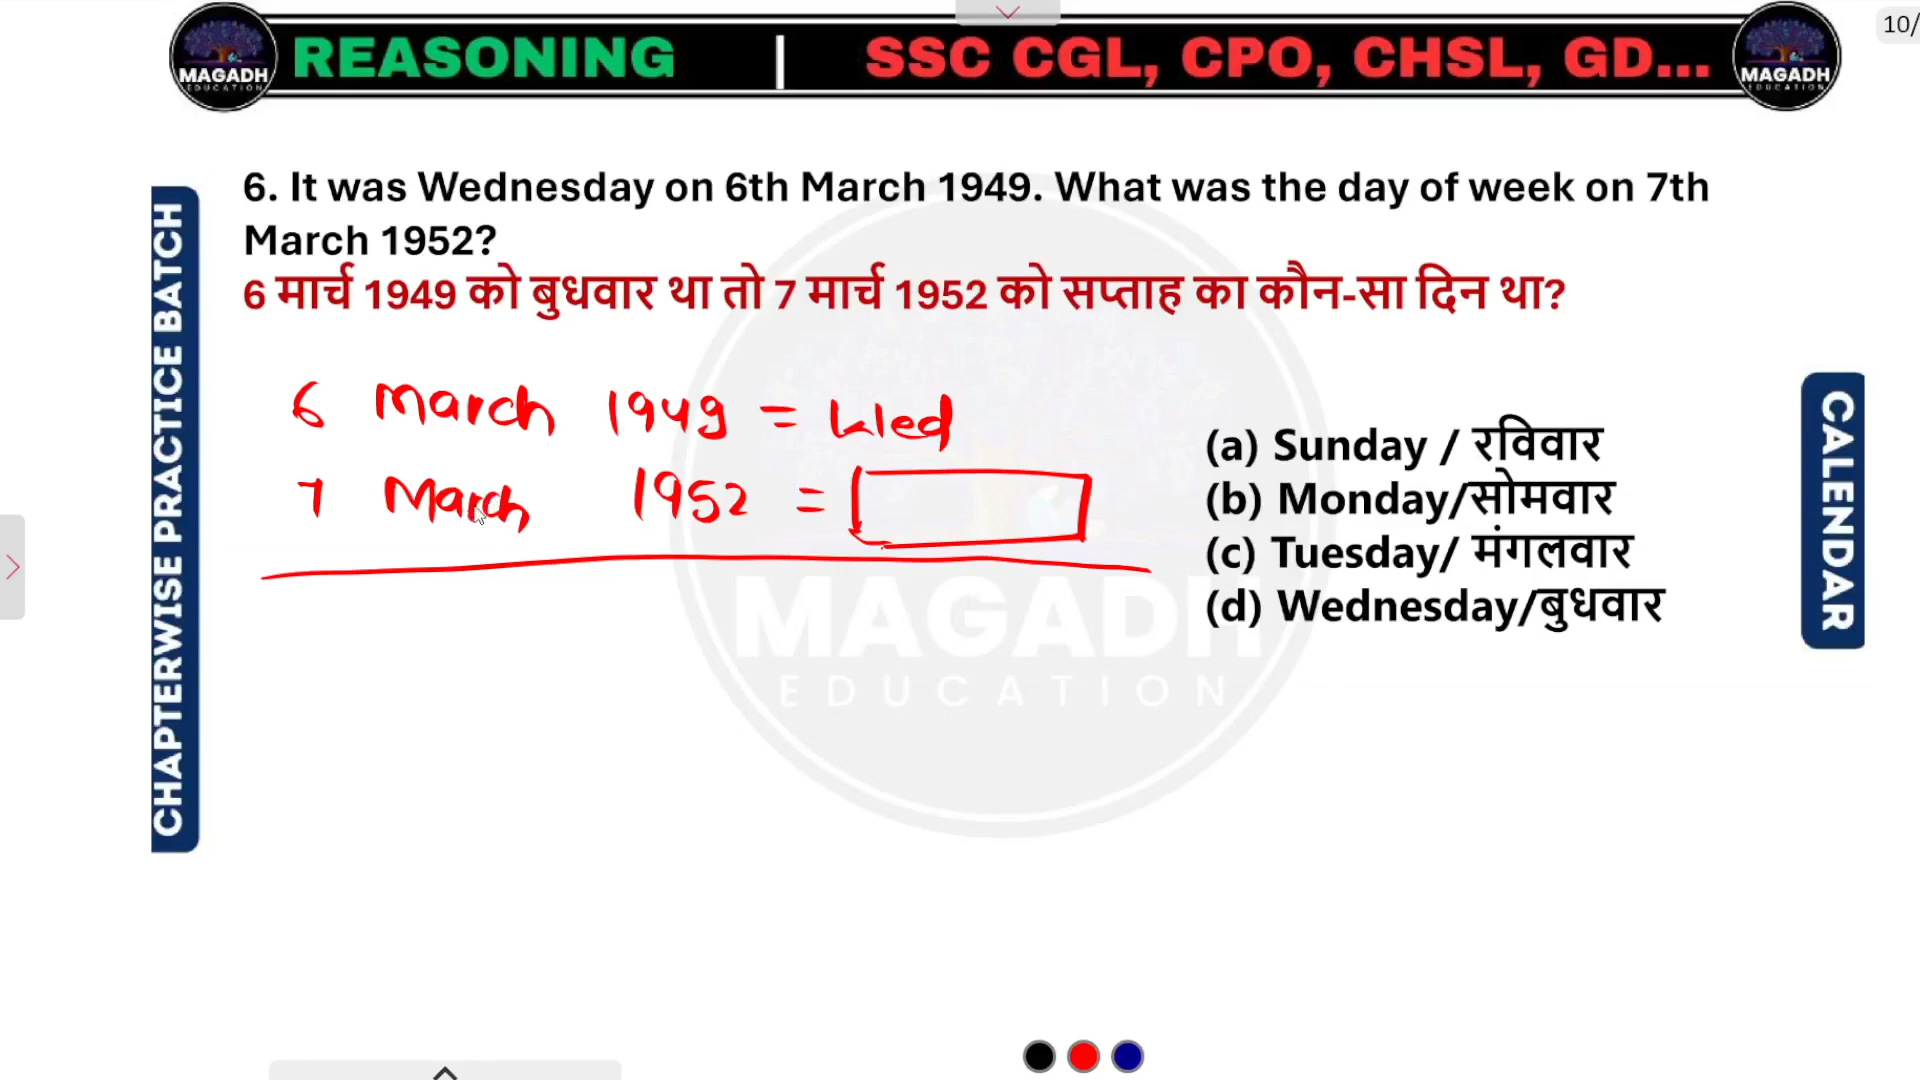 10/
MAGADH
EDUCATION
REASONING | SSC CGL, CPO, CHSL, GD...
MAGADH
EDUCATION
CHAPTERWISE PRACTICE BATCH
6. It was Wednesday on 6th March 1949. What was the day of week on 7th
March 1952?
6 मार्च 1949 को बुधवार था तो 7 मार्च 1952 को सप्ताह का कौन-सा दिन था?
6 March 1949 = Wed
7 March 1952 =
(a) Sunday / रविवार
(b) Monday/सोमवार
(c) Tuesday/ मंगलवार
(d) Wednesday/बुधवार
CALENDAR
MAGADH
EDUCATION